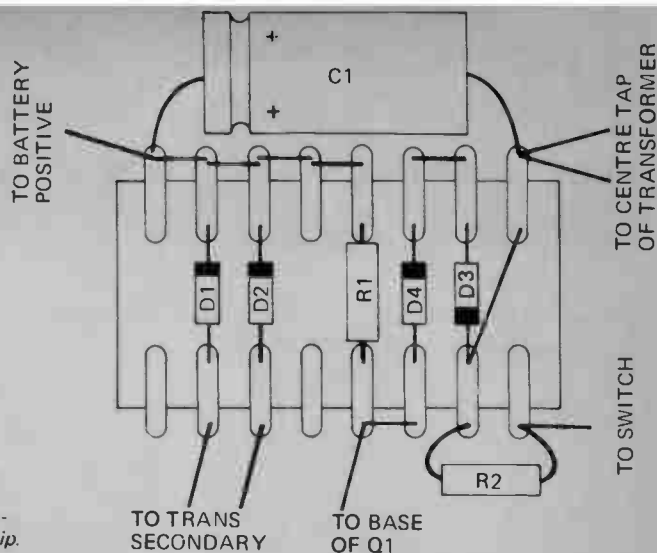 TO BATTERY
POSITIVE
+
+
C1
TO CENTRE TAP
OF TRANSFORMER
D1
D2
R1
D4
D3
TO SWITCH
R2
-
ip.
TO TRANS
SECONDARY
TO BASE
OF Q1